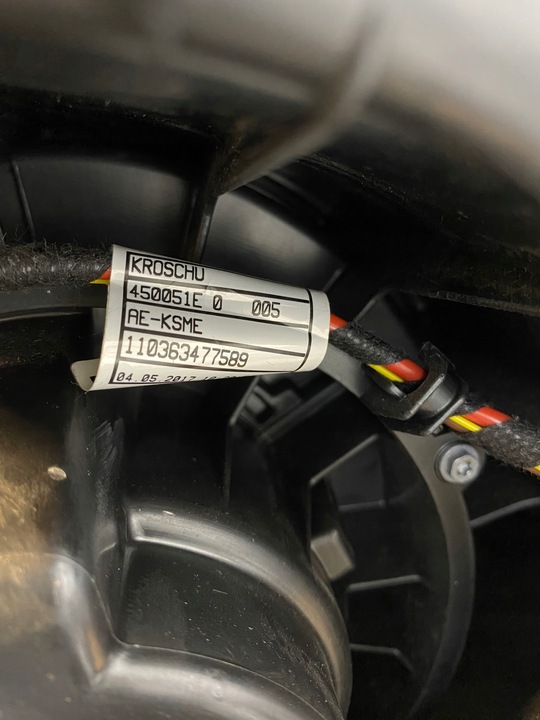 KROSCHU
450051E 0 005
AE-KSME
110363477589
04.05.2017